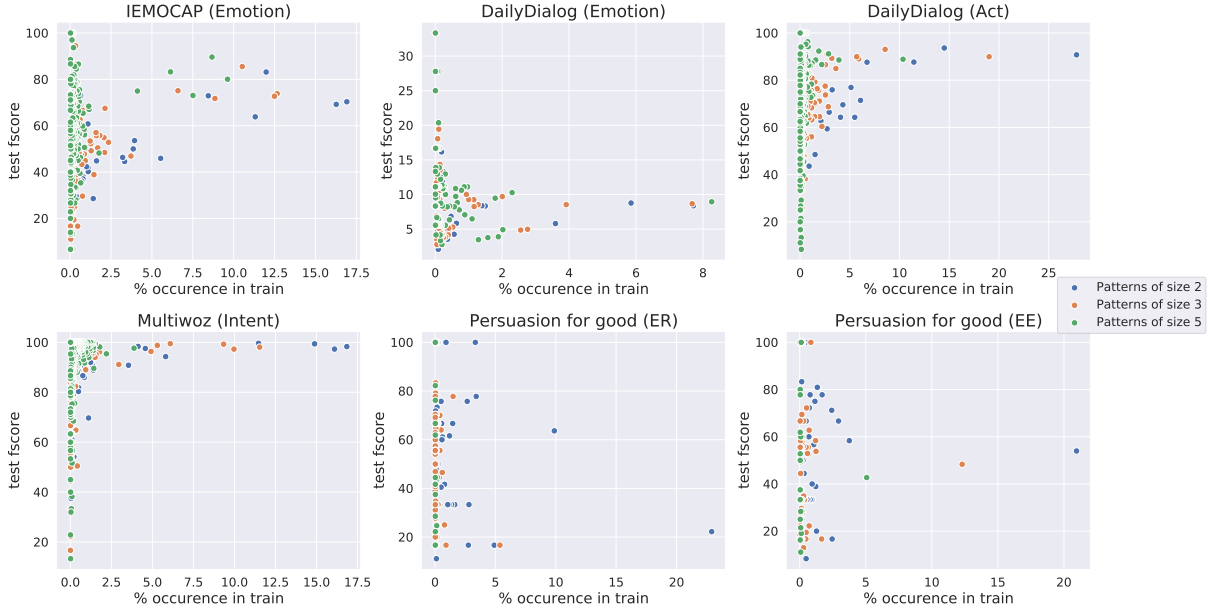 IEMOCAP (Emotion)
DailyDialog (Emotion)
DailyDialog (Act)
test fscore
100
80
60
40
20
0.0 2.5 5.0 7.5 10.0 12.5 15.0 17.5
% occurence in train
test fscore
30
25
20
15
10
5
0 2 4 6 8
% occurence in train
test fscore
100
80
60
40
20
0 5 10 15 20 25
% occurence in train
Patterns of size 2
Patterns of size 3
Patterns of size 5
Multiwoz (Intent)
Persuasion for good (ER)
Persuasion for good (EE)
test fscore
100
80
60
40
20
0.0 2.5 5.0 7.5 10.0 12.5 15.0 17.5
% occurence in train
test fscore
100
80
60
40
20
0 5 10 15 20
% occurence in train
test fscore
100
80
60
40
20
0 5 10 15 20
% occurence in train